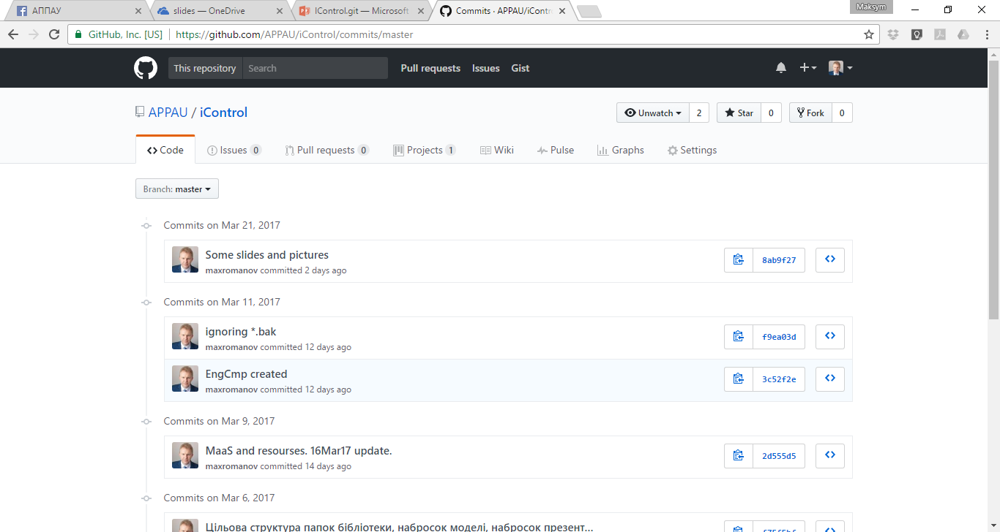 АППАУ
slides — OneDrive
IControl.git — Microsoft
Commits · APPAU/iContr
Maksym
GitHub, Inc. [US]
https://github.com/APPAU/iControl/commits/master
This repository
Search
Pull requests
Issues
Gist
APPAU / iControl
Unwatch
2
Star
0
Fork
0
Code
Issues 0
Pull requests 0
Projects 1
Wiki
Pulse
Graphs
Settings
Branch: master
Commits on Mar 21, 2017
Some slides and pictures
maxromanov committed 2 days ago
8ab9f27
Commits on Mar 11, 2017
ignoring *.bak
maxromanov committed 12 days ago
f9ea03d
EngCmp created
maxromanov committed 12 days ago
3c52f2e
Commits on Mar 9, 2017
MaaS and resourses. 16Mar17 update.
maxromanov committed 14 days ago
2d555d5
Commits on Mar 6, 2017
Цільова структура папок бібліотеки, набросок моделі, набросок презент...